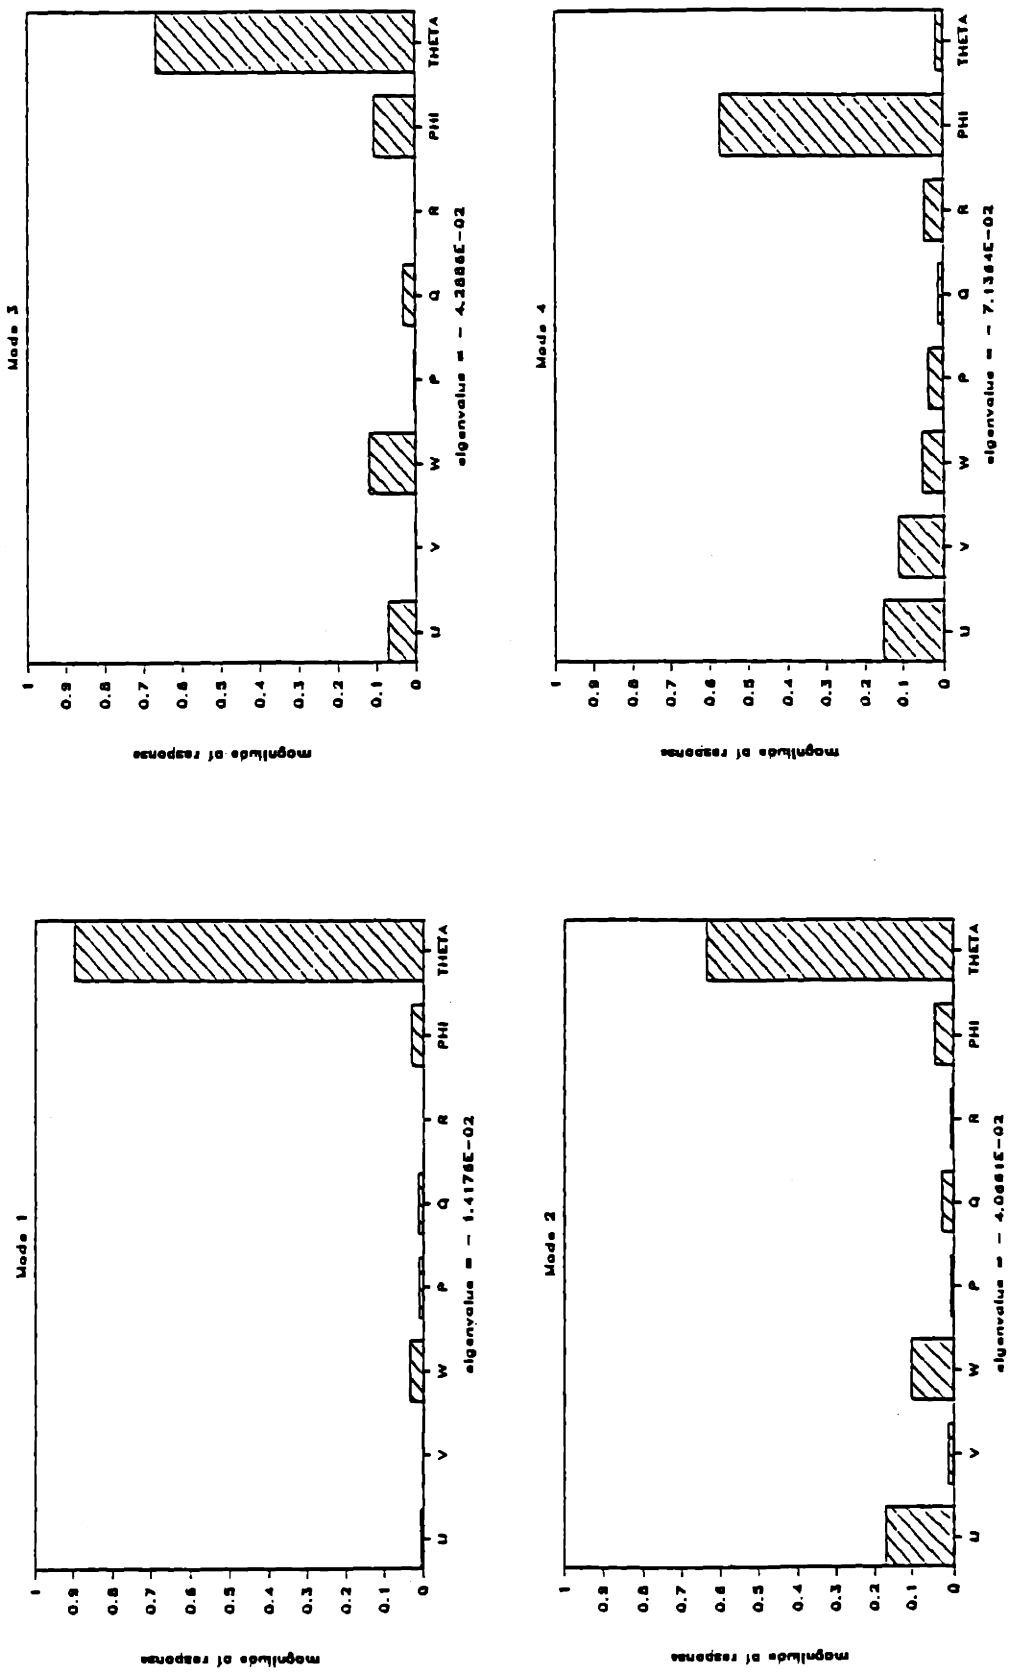 Mode 1
magnitude of response
1
0.9
0.8
0.7
0.6
0.5
0.4
0.3
0.2
0.1
0
U V W P Q R PHI THETA
eigenvalue = - 1.4176E-02
Mode 3
magnitude of response
1
0.9
0.8
0.7
0.6
0.5
0.4
0.3
0.2
0.1
0
U V W P Q R PHI THETA
eigenvalue = - 4.2886E-02
Mode 2
magnitude of response
1
0.9
0.8
0.7
0.6
0.5
0.4
0.3
0.2
0.1
0
U V W P Q R PHI THETA
eigenvalue = - 4.0661E-02
Mode 4
magnitude of response
1
0.9
0.8
0.7
0.6
0.5
0.4
0.3
0.2
0.1
0
U V W P Q R PHI THETA
eigenvalue = - 7.1364E-02